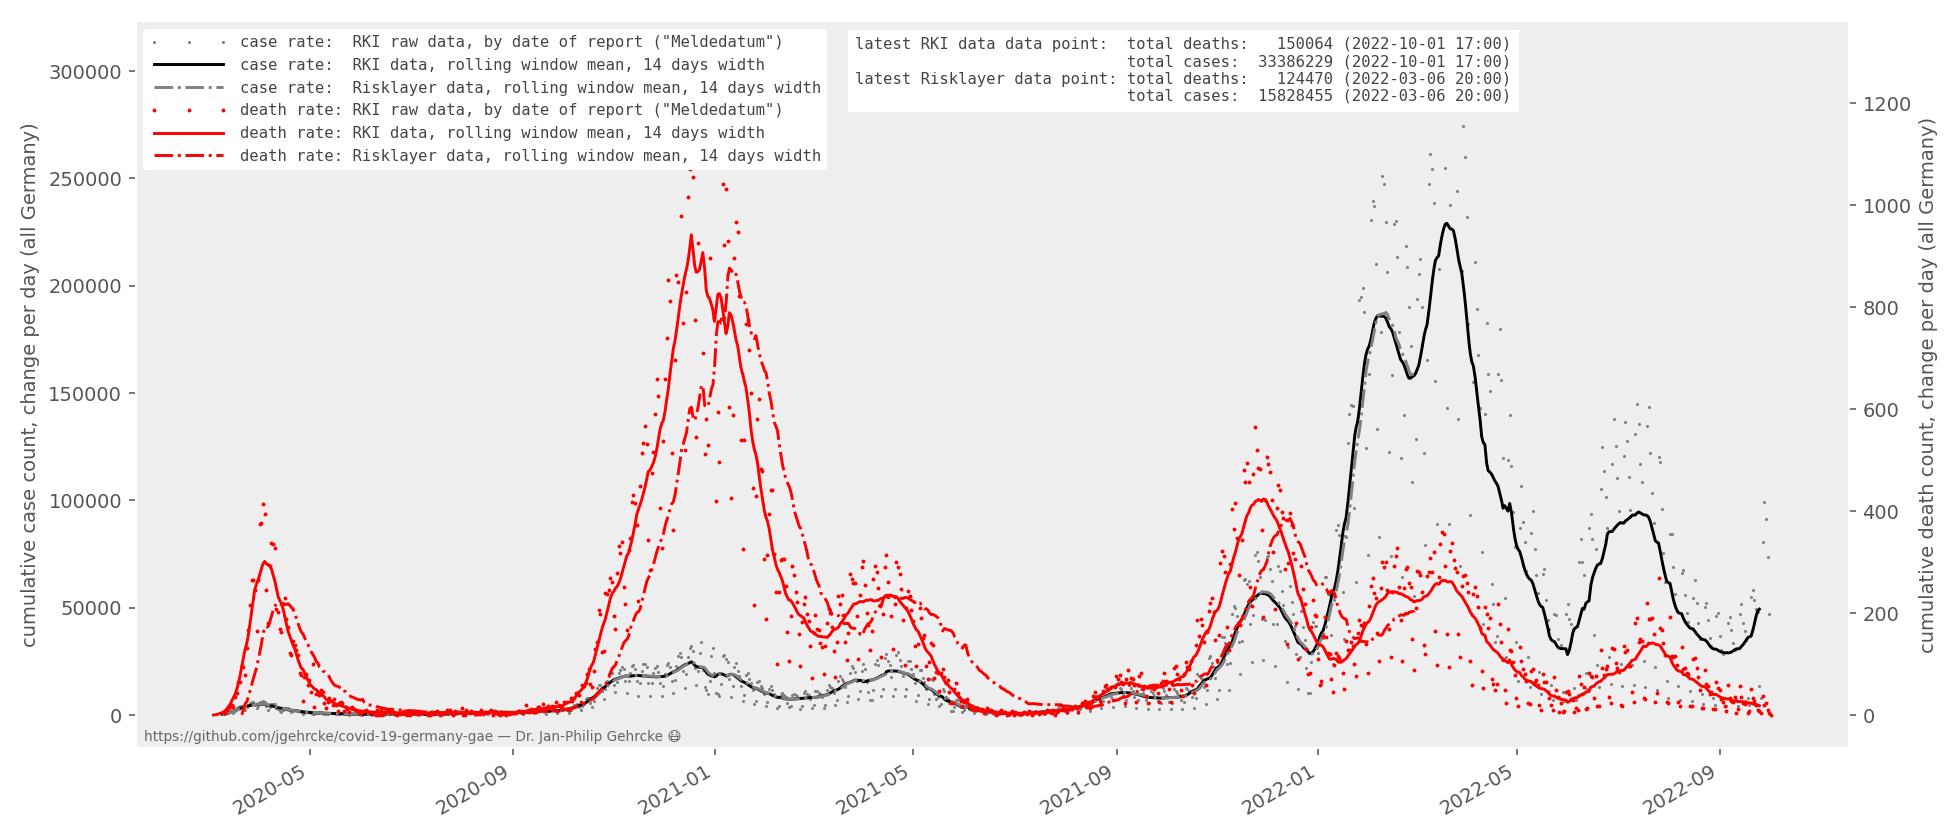 case rate:  RKI raw data, by date of report ("Meldedatum")
case rate:  RKI data, rolling window mean, 14 days width
case rate:  Risklayer data, rolling window mean, 14 days width
death rate: RKI raw data, by date of report ("Meldedatum")
death rate: RKI data, rolling window mean, 14 days width
death rate: Risklayer data, rolling window mean, 14 days width
latest RKI data data point:  total deaths:   150064 (2022-10-01 17:00)
total cases:  33386229 (2022-10-01 17:00)
latest Risklayer data point: total deaths:   124470 (2022-03-06 20:00)
total cases:  15828455 (2022-03-06 20:00)
cumulative case count, change per day (all Germany)
300000
250000
200000
150000
100000
50000
0
1200
1000
800
600
400
200
0
cumulative death count, change per day (all Germany)
https://github.com/jgehrcke/covid-19-germany-gae — Dr. Jan-Philip Gehrcke 😷
2020-05
2020-09
2021-01
2021-05
2021-09
2022-01
2022-05
2022-09